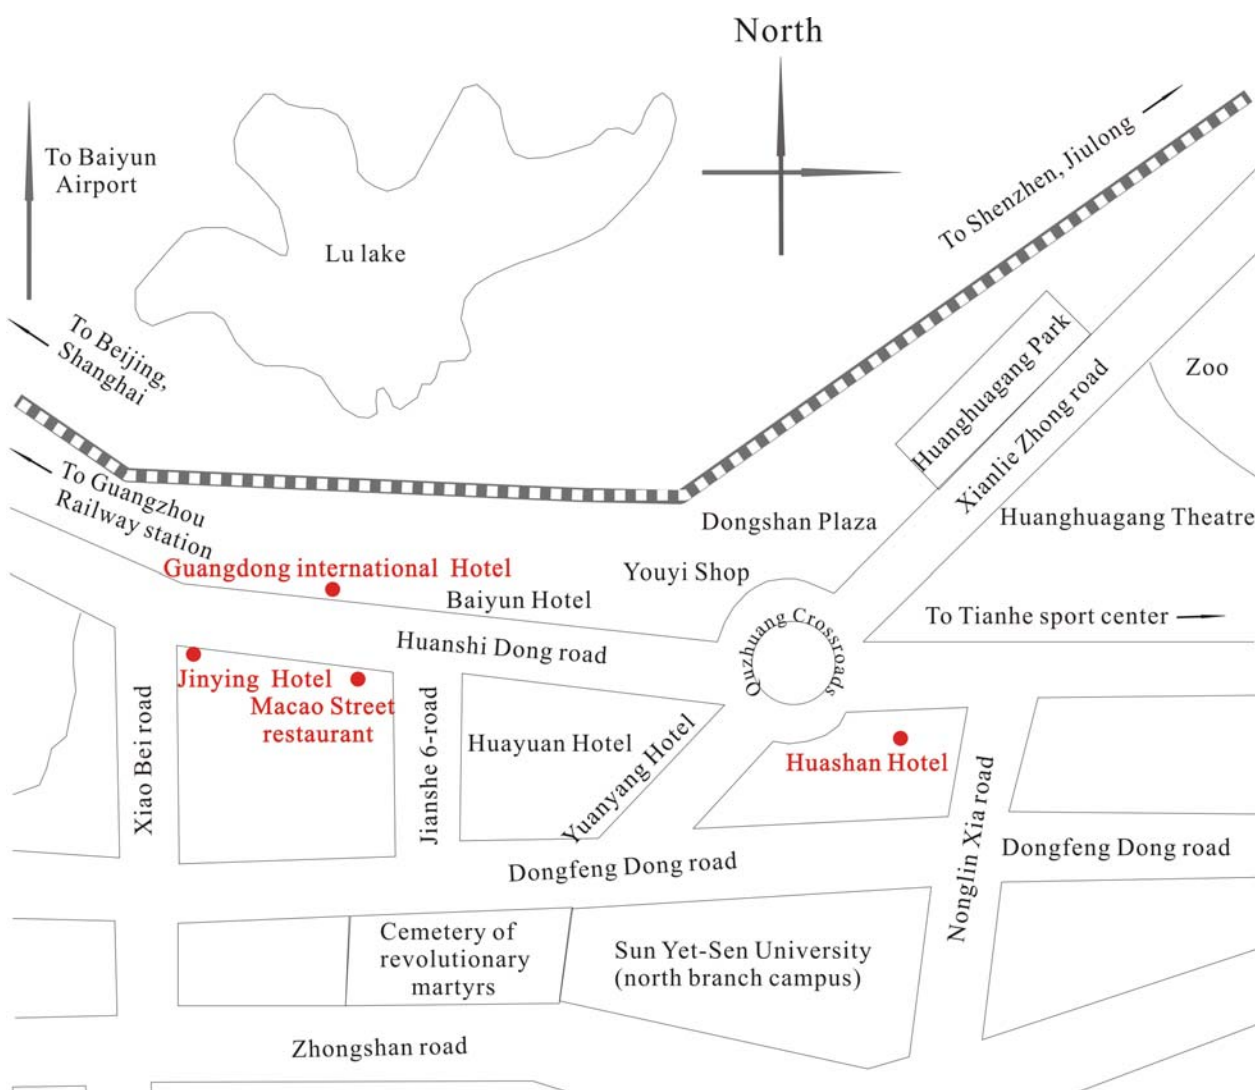 North
To Baiyun
Airport
To Shenzhen, Jiulong
Lu lake
To Beijing,
Shanghai
Huanghuagang Park
Zoo
Xianlie Zhong road
To Guangzhou
Railway station
Dongshan Plaza
Huanghuagang Theatre
Guangdong international Hotel
Youyi Shop
Baiyun Hotel
To Tianhe sport center
Huanshi Dong road
Quzhuang Crossroads
Jinying Hotel
Macao Street
restaurant
Xiao Bei road
Jianshe 6-road
Huayuan Hotel
Yuanyang Hotel
Huashan Hotel
Nonglin Xia road
Dongfeng Dong road
Dongfeng Dong road
Cemetery of
revolutionary
martyrs
Sun Yet-Sen University
(north branch campus)
Zhongshan road